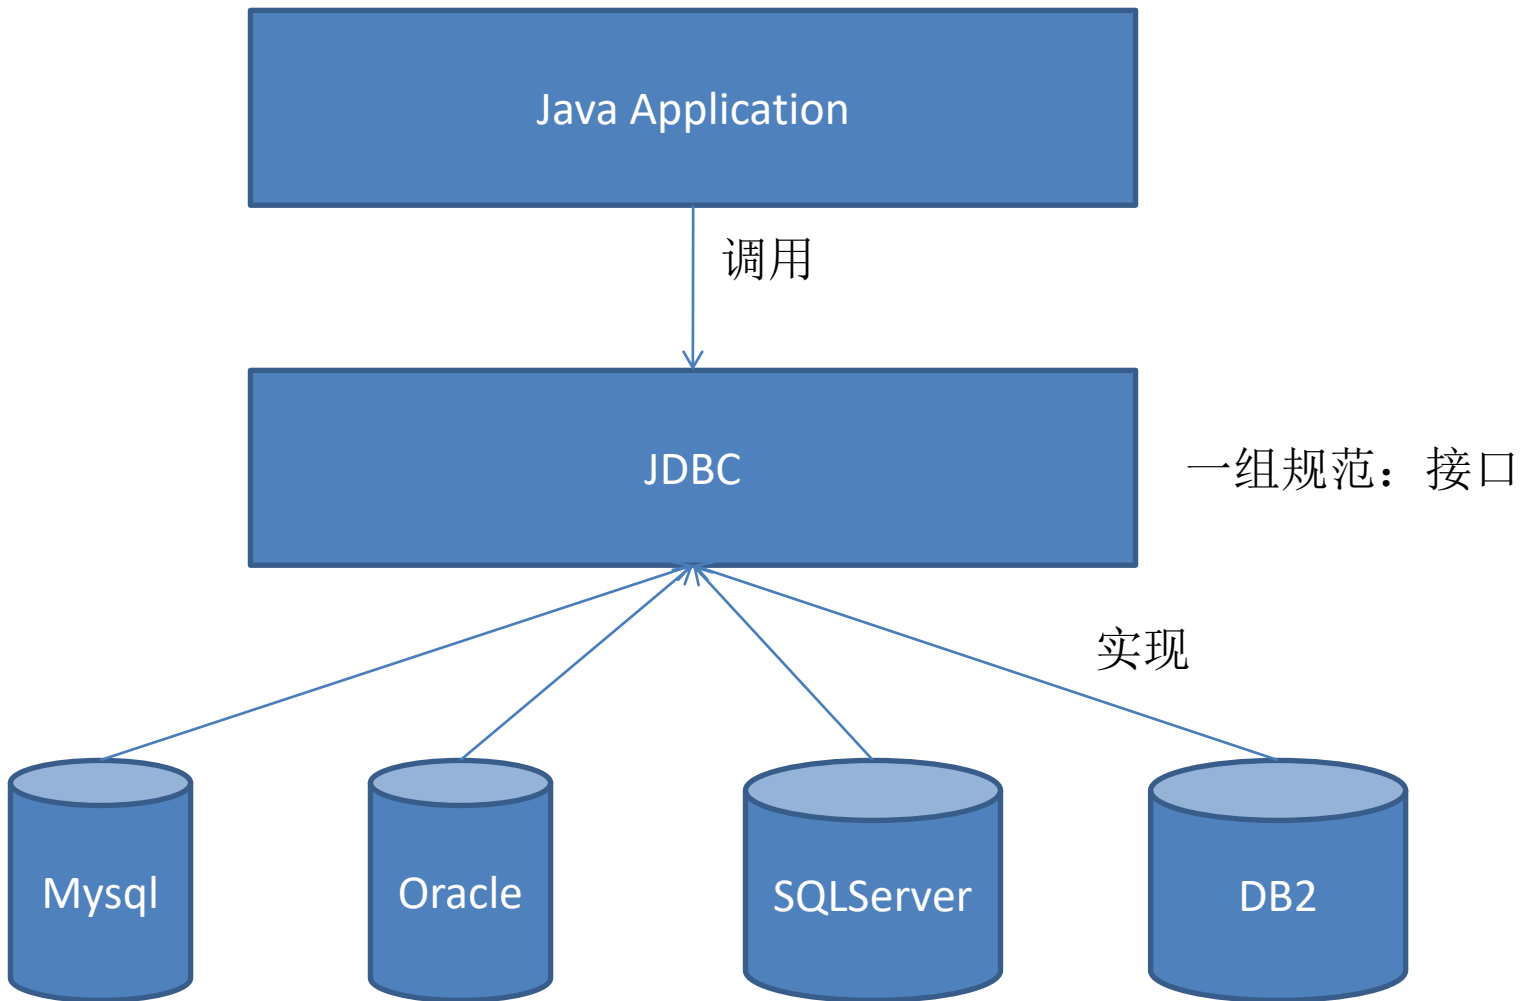 Java Application
调用
JDBC
一组规范：接口
实现
Mysql
Oracle
SQLServer
DB2